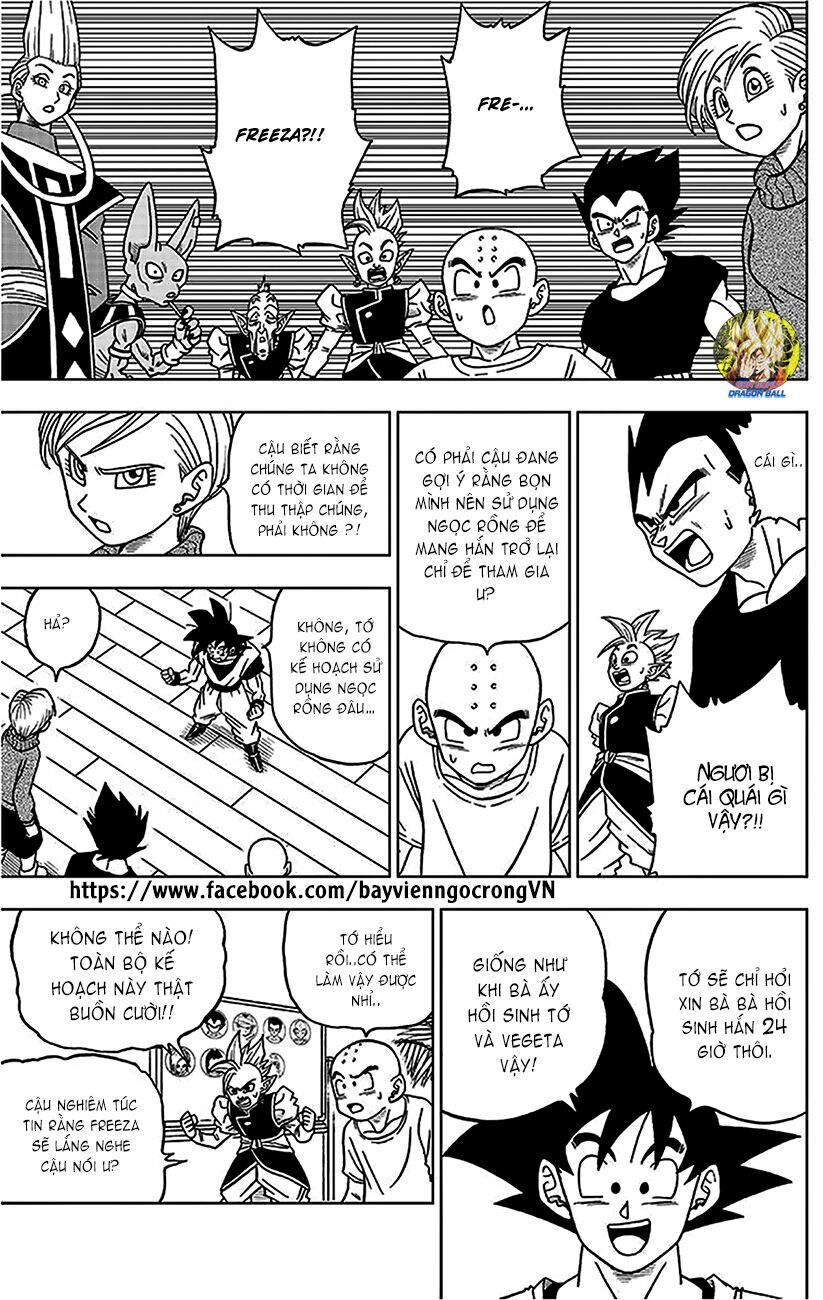 FRE-...
FREEZA?!!
CÁI GÌ..
NGƯƠI BỊ
CÁI QUÁI GÌ
VẬY?!!
CÓ PHẢI CẬU ĐANG
GỢI Ý RẰNG BỌN
MÌNH NÊN SỬ DỤNG
NGỌC RỒNG ĐỂ
MANG HẮN TRỞ LẠI
CHỈ ĐỂ THAM GIA
Ư?
CẬU BIẾT RẰNG
CHÚNG TA KHÔNG
CÓ THỜI GIAN ĐỂ
THU THẬP CHÚNG,
PHẢI KHÔNG ?!
KHÔNG, TỚ
KHÔNG CÓ
KẾ HOẠCH SỬ
DỤNG NGỌC
RỒNG ĐÂU...
HẢ?
https://www.facebook.com/bayvienngocrongVN
TỚ SẼ CHỈ HỎI
XIN BÀ BÀ HỒI
SINH HẮN 24
GIỜ THÔI.
GIỐNG NHƯ
KHI BÀ ẤY
HỒI SINH TỚ
VÀ VEGETA
VẬY!
TỚ HIỂU
RỒI..CÓ THỂ
LÀM VẬY ĐƯỢC
NHỈ..
KHÔNG THỂ NÀO!
TOÀN BỘ KẾ
HOẠCH NÀY THẬT
BUỒN CƯỜI!!
CẬU NGHIÊM TÚC
TIN RẰNG FREEZA
SẼ LẮNG NGHE
CẬU NÓI Ư?
DRAGON BALL